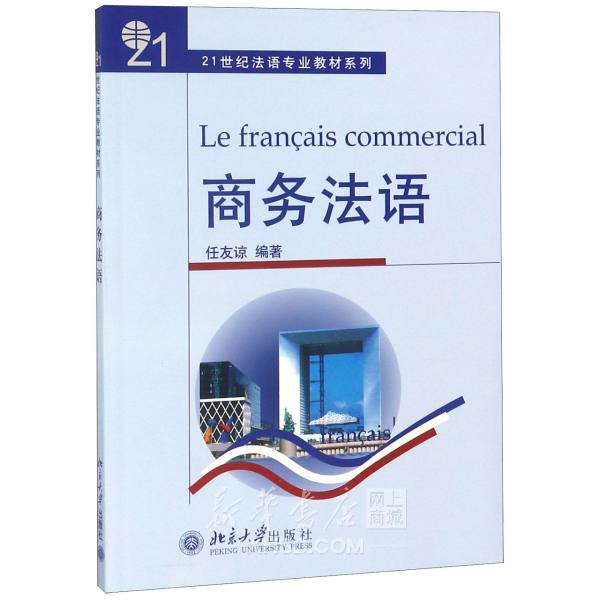 21
21世纪法语专业教材系列
Le français commercial
商务法语
任友谅 编著
français
北京大学出版社
PEKING UNIVERSITY PRESS
21世纪法语专业教材系列
商务法语
北京大学出版社
新华书店
网上
商城
.COM